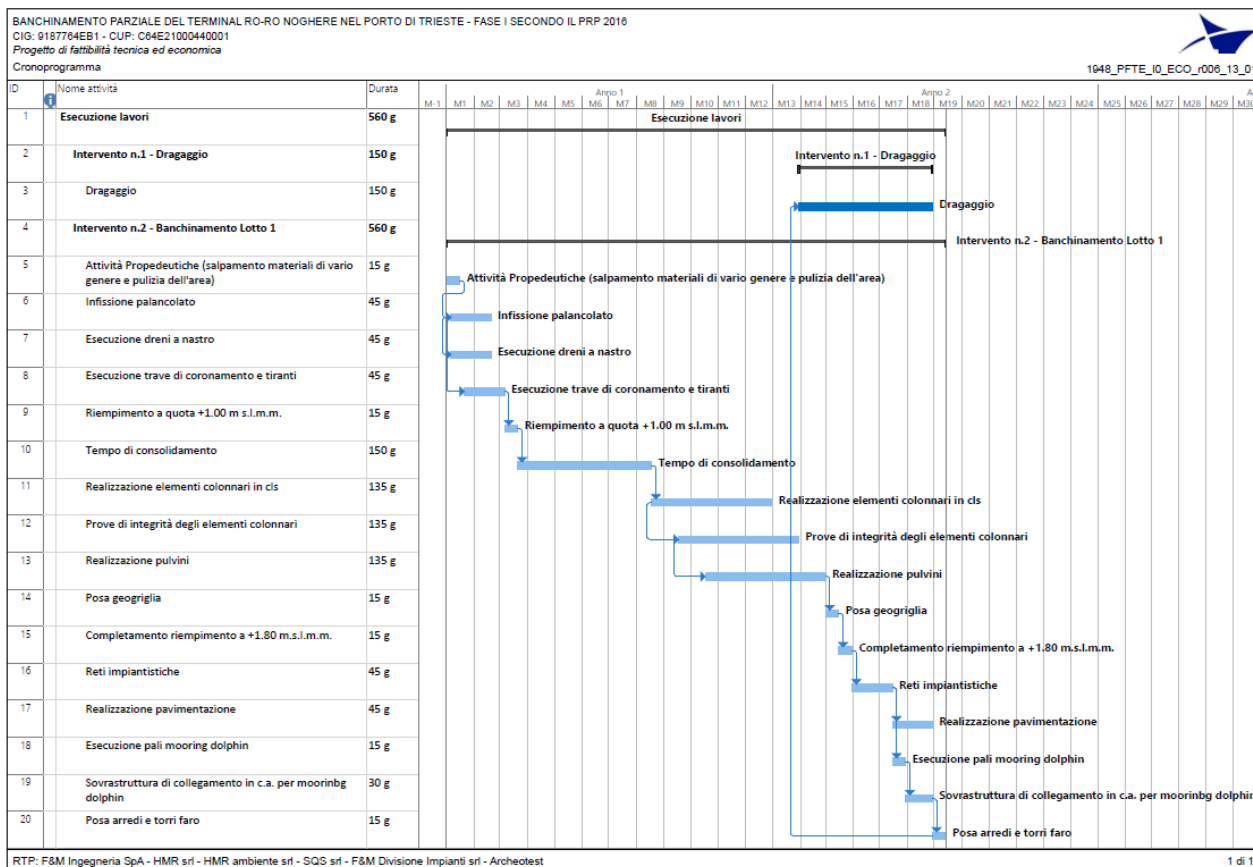 BANCHINAMENTO PARZIALE DEL TERMINAL RO-RO NOGHERE NEL PORTO DI TRIESTE - FASE I SECONDO IL PRP 2016
CIG: 9187764EB1 - CUP: C64E21000440001
Progetto di fattibilità tecnica ed economica
Cronoprogramma
1948_PFTE_I0_ECO_r006_13_01
ID Nome attività Durata
Anno 1 Anno 2 A
M-1 M1 M2 M3 M4 M5 M6 M7 M8 M9 M10 M11 M12 M13 M14 M15 M16 M17 M18 M19 M20 M21 M22 M23 M24 M25 M26 M27 M28 M29 M30
1 Esecuzione lavori 560 g Esecuzione lavori
2 Intervento n.1 - Dragaggio 150 g Intervento n.1 - Dragaggio
3 Dragaggio 150 g Dragaggio
4 Intervento n.2 - Banchinamento Lotto 1 560 g Intervento n.2 - Banchinamento Lotto 1
5 Attività Propedeutiche (salpamento materiali di vario 15 g
genere e pulizia dell'area)
Attività Propedeutiche (salpamento materiali di vario genere e pulizia dell'area)
6 Infissione palancolato 45 g Infissione palancolato
7 Esecuzione dreni a nastro 45 g Esecuzione dreni a nastro
8 Esecuzione trave di coronamento e tiranti 45 g Esecuzione trave di coronamento e tiranti
9 Riempimento a quota +1.00 m s.l.m.m. 15 g Riempimento a quota +1.00 m s.l.m.m.
10 Tempo di consolidamento 150 g Tempo di consolidamento
11 Realizzazione elementi colonnari in cls 135 g Realizzazione elementi colonnari in cls
12 Prove di integrità degli elementi colonnari 135 g Prove di integrità degli elementi colonnari
13 Realizzazione pulvini 135 g Realizzazione pulvini
14 Posa geogriglia 15 g Posa geogriglia
15 Completamento riempimento a +1.80 m.s.l.m.m. 15 g Completamento riempimento a +1.80 m.s.l.m.m.
16 Reti impiantistiche 45 g Reti impiantistiche
17 Realizzazione pavimentazione 45 g Realizzazione pavimentazione
18 Esecuzione pali mooring dolphin 15 g Esecuzione pali mooring dolphin
19 Sovrastruttura di collegamento in c.a. per moorinbg 30 g
dolphin
Sovrastruttura di collegamento in c.a. per moorinbg dolphin
20 Posa arredi e torri faro 15 g Posa arredi e torri faro
RTP: F&M Ingegneria SpA - HMR srl - HMR ambiente srl - SQS srl - F&M Divisione Impianti srl - Archeotest
1 di 1